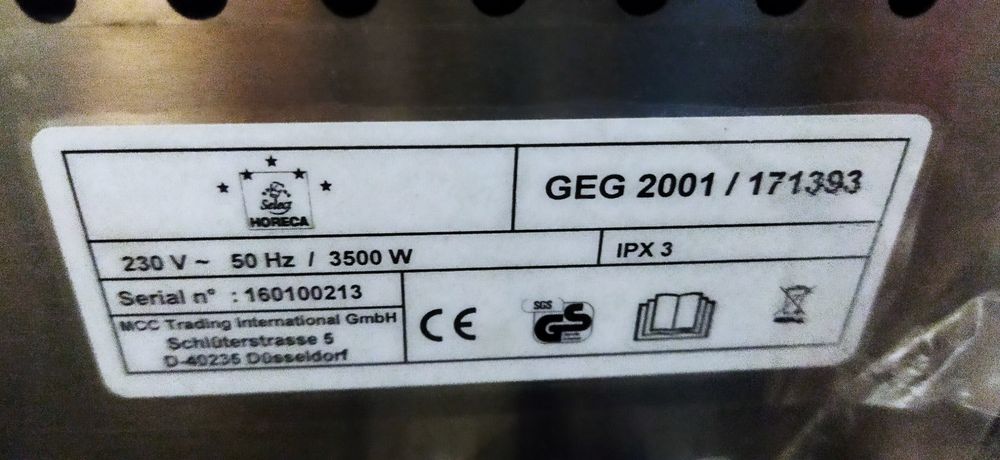 Select
HORECA
GEG 2001 / 171393
230 V ~ 50 Hz / 3500 W
IPX 3
Serial n° : 160100213
MCC Trading International GmbH
Schlüterstrasse 5
D-40235 Düsseldorf
CE
SGS
GS